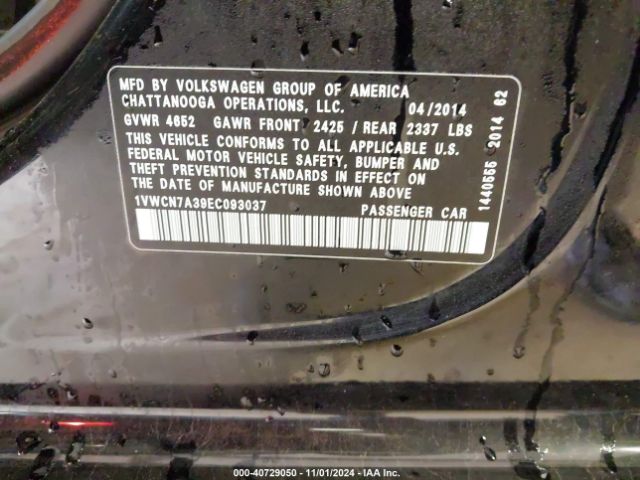 MFD BY VOLKSWAGEN GROUP OF AMERICA
CHATTANOOGA OPERATIONS, LLC. 04/2014
GVWR 4652 GAWR FRONT 2425 / REAR 2337 LBS
THIS VEHICLE CONFORMS TO ALL APPLICABLE U.S.
FEDERAL MOTOR VEHICLE SAFETY, BUMPER AND
THEFT PREVENTION STANDARDS IN EFFECT ON
THE DATE OF MANUFACTURE SHOWN ABOVE
1VWCN7A39EC093037 PASSENGER CAR
1440555 2014 62
000-40729050 - 11/01/2024 - IAA Inc.